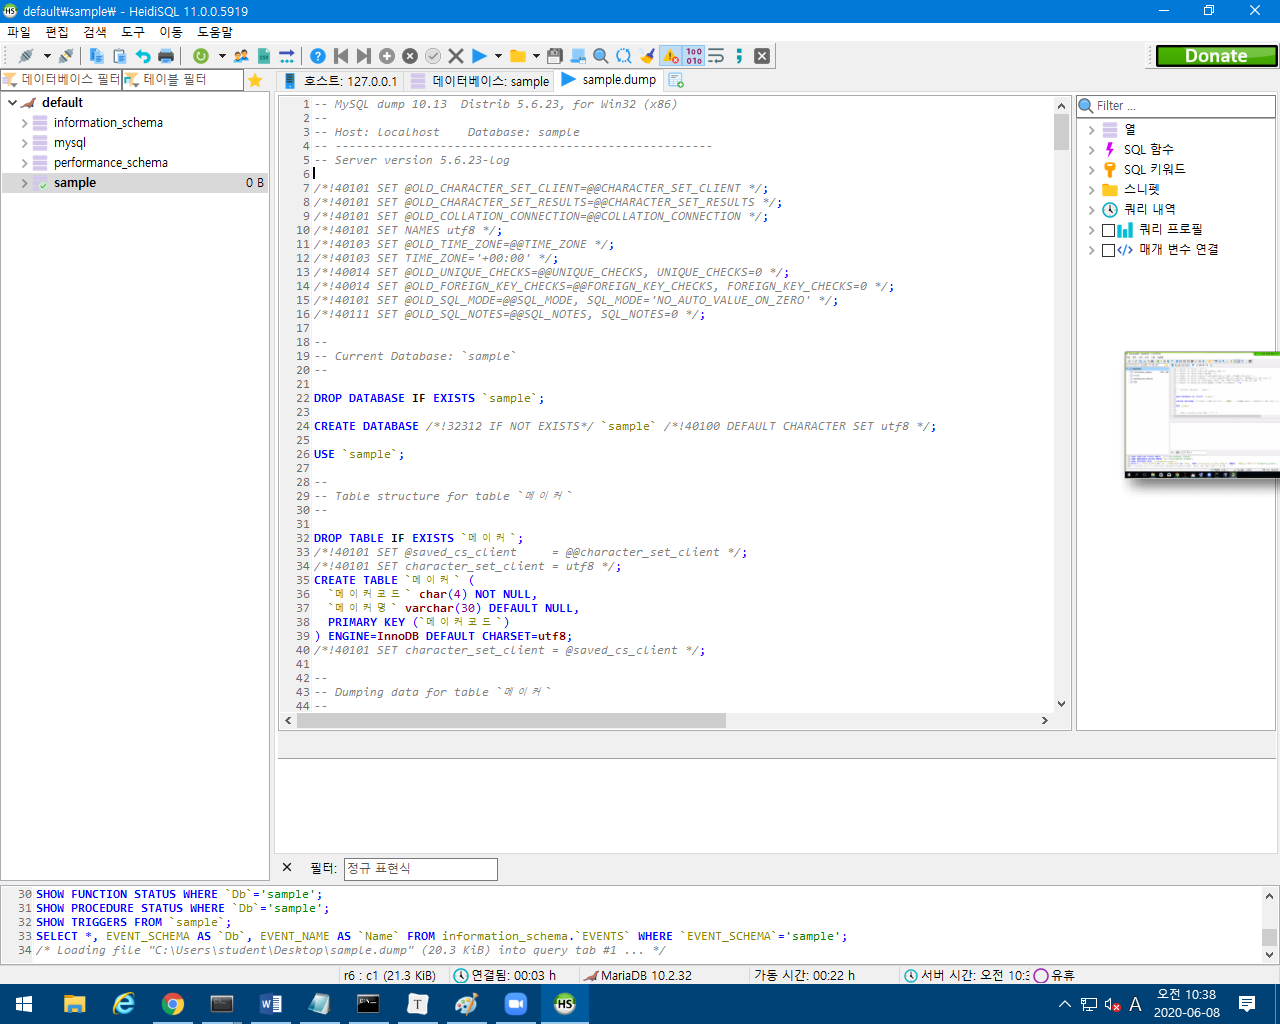 default₩sample₩ - HeidiSQL 11.0.0.5919
파일 편집 검색 도구 이동 도움말
Donate
데이터베이스 필터 테이블 필터
호스트: 127.0.0.1 데이터베이스: sample sample.dump
default
information_schema
mysql
performance_schema
sample 0 B
1 -- MySQL dump 10.13  Distrib 5.6.23, for Win32 (x86)
2 --
3 -- Host: localhost    Database: sample
4 -- ------------------------------------------------------
5 -- Server version 5.6.23-log
6
7 /*!40101 SET @OLD_CHARACTER_SET_CLIENT=@@CHARACTER_SET_CLIENT */;
8 /*!40101 SET @OLD_CHARACTER_SET_RESULTS=@@CHARACTER_SET_RESULTS */;
9 /*!40101 SET @OLD_COLLATION_CONNECTION=@@COLLATION_CONNECTION */;
10 /*!40101 SET NAMES utf8 */;
11 /*!40103 SET @OLD_TIME_ZONE=@@TIME_ZONE */;
12 /*!40103 SET TIME_ZONE='+00:00' */;
13 /*!40014 SET @OLD_UNIQUE_CHECKS=@@UNIQUE_CHECKS, UNIQUE_CHECKS=0 */;
14 /*!40014 SET @OLD_FOREIGN_KEY_CHECKS=@@FOREIGN_KEY_CHECKS, FOREIGN_KEY_CHECKS=0 */;
15 /*!40101 SET @OLD_SQL_MODE=@@SQL_MODE, SQL_MODE='NO_AUTO_VALUE_ON_ZERO' */;
16 /*!40111 SET @OLD_SQL_NOTES=@@SQL_NOTES, SQL_NOTES=0 */;
17
18 --
19 -- Current Database: `sample`
20 --
21
22 DROP DATABASE IF EXISTS `sample`;
23
24 CREATE DATABASE /*!32312 IF NOT EXISTS*/ `sample` /*!40100 DEFAULT CHARACTER SET utf8 */;
25
26 USE `sample`;
27
28 --
29 -- Table structure for table `메이커`
30 --
31
32 DROP TABLE IF EXISTS `메이커`;
33 /*!40101 SET @saved_cs_client     = @@character_set_client */;
34 /*!40101 SET character_set_client = utf8 */;
35 CREATE TABLE `메이커` (
36   `메이커코드` char(4) NOT NULL,
37   `메이커명` varchar(30) DEFAULT NULL,
38   PRIMARY KEY (`메이커코드`)
39 ) ENGINE=InnoDB DEFAULT CHARSET=utf8;
40 /*!40101 SET character_set_client = @saved_cs_client */;
41
42 --
43 -- Dumping data for table `메이커`
44 --
Filter ...
열
SQL 함수
SQL 키워드
스니펫
쿼리 내역
쿼리 프로필
매개 변수 연결
필터: 정규 표현식
30 SHOW FUNCTION STATUS WHERE `Db`='sample';
31 SHOW PROCEDURE STATUS WHERE `Db`='sample';
32 SHOW TRIGGERS FROM `sample`;
33 SELECT *, EVENT_SCHEMA AS `Db`, EVENT_NAME AS `Name` FROM information_schema.`EVENTS` WHERE `EVENT_SCHEMA`='sample';
34 /* Loading file "C:\Users\student\Desktop\sample.dump" (20.3 KiB) into query tab #1 ... */
r6 : c1 (21.3 KiB) 연결됨: 00:03 h MariaDB 10.2.32 가동 시간: 00:22 h 서버 시간: 오전 10:3 유휴
A 오전 10:38
2020-06-08